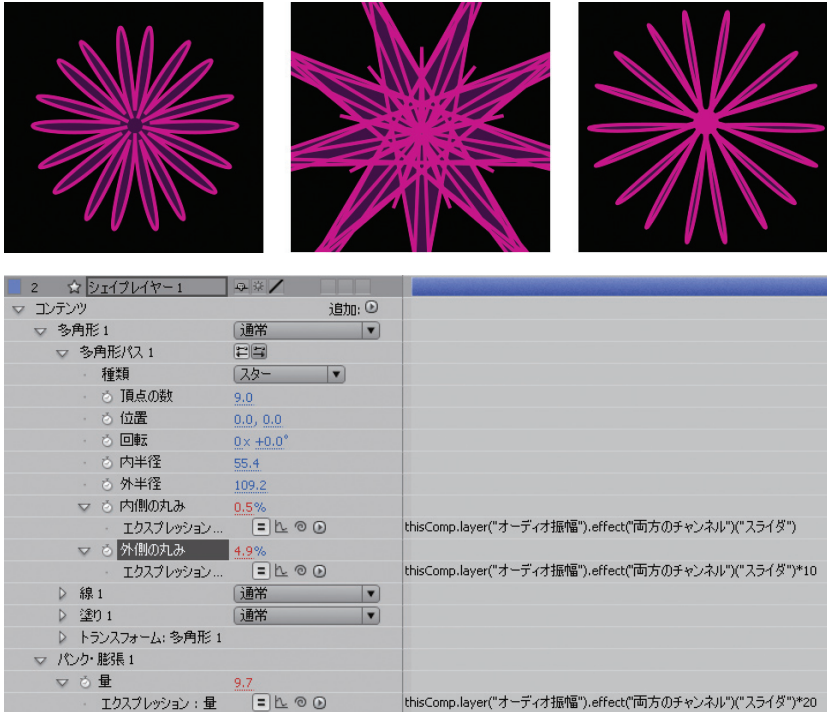 2 シェイプレイヤー 1
コンテンツ 追加:
多角形 1 通常
多角形パス 1
種類 スター
頂点の数 9.0
位置 0.0, 0.0
回転 0x +0.0°
内半径 55.4
外半径 109.2
内側の丸み 0.5%
エクスプレッション... thisComp.layer("オーディオ振幅").effect("両方のチャンネル")("スライダ")
外側の丸み 4.9%
エクスプレッション... thisComp.layer("オーディオ振幅").effect("両方のチャンネル")("スライダ")*10
線 1 通常
塗り 1 通常
トランスフォーム: 多角形 1
パンク・膨張 1
量 9.7
エクスプレッション : 量 thisComp.layer("オーディオ振幅").effect("両方のチャンネル")("スライダ")*20